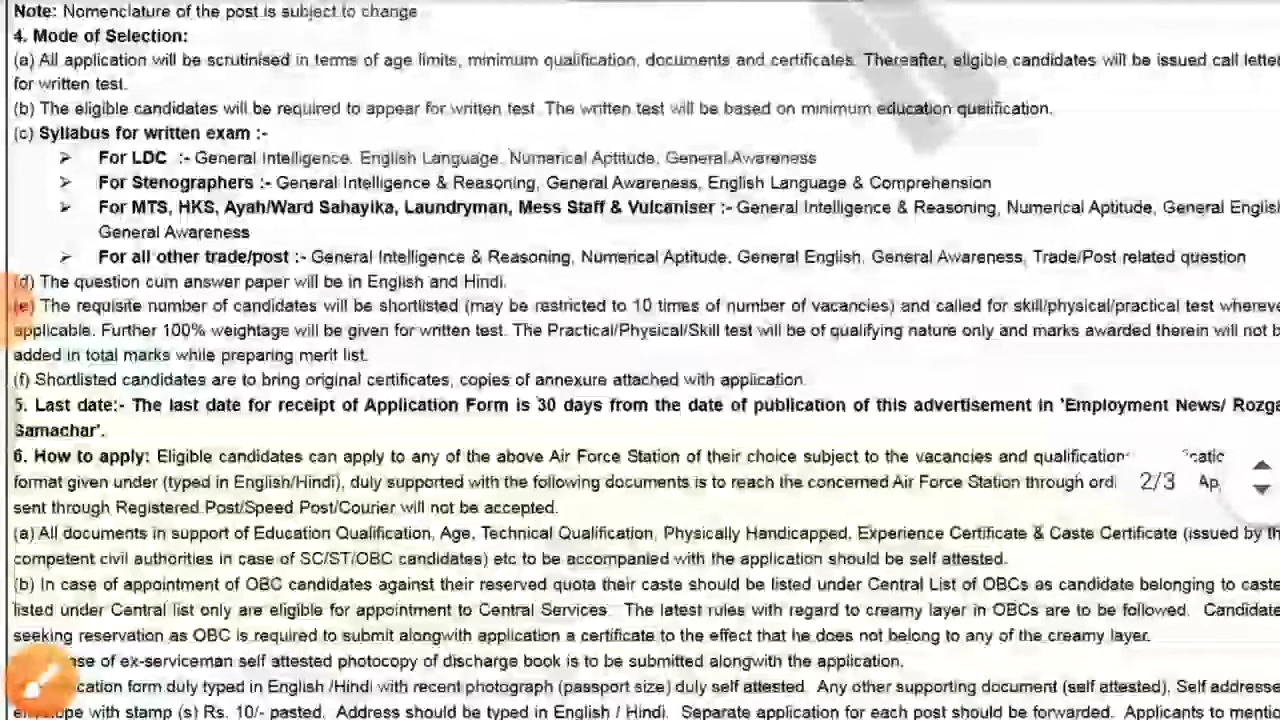 Note: Nomenclature of the post is subject to change
4. Mode of Selection:
(a) All application will be scrutinised in terms of age limits, minimum qualification, documents and certificates. Thereafter, eligible candidates will be issued call letter
for written test.
(b) The eligible candidates will be required to appear for written test. The written test will be based on minimum education qualification.
(c) Syllabus for written exam :-
➢ For LDC :- General Intelligence, English Language, Numerical Aptitude, General Awareness
➢ For Stenographers :- General Intelligence & Reasoning, General Awareness, English Language & Comprehension
➢ For MTS, HKS, Ayah/Ward Sahayika, Laundryman, Mess Staff & Vulcaniser :- General Intelligence & Reasoning, Numerical Aptitude, General English
General Awareness
➢ For all other trade/post :- General Intelligence & Reasoning, Numerical Aptitude, General English, General Awareness, Trade/Post related question
(d) The question cum answer paper will be in English and Hindi.
(e) The requisite number of candidates will be shortlisted (may be restricted to 10 times of number of vacancies) and called for skill/physical/practical test whereve
applicable. Further 100% weightage will be given for written test. The Practical/Physical/Skill test will be of qualifying nature only and marks awarded therein will not b
added in total marks while preparing merit list.
(f) Shortlisted candidates are to bring original certificates, copies of annexure attached with application.
5. Last date:- The last date for receipt of Application Form is 30 days from the date of publication of this advertisement in 'Employment News/ Rozga
Samachar'.
6. How to apply: Eligible candidates can apply to any of the above Air Force Station of their choice subject to the vacancies and qualification
format given under (typed in English/Hindi), duly supported with the following documents is to reach the concerned Air Force Station through ordi 2/3 Ap
sent through Registered Post/Speed Post/Courier will not be accepted.
(a) All documents in support of Education Qualification, Age, Technical Qualification, Physically Handicapped, Experience Certificate & Caste Certificate (issued by th
competent civil authorities in case of SC/ST/OBC candidates) etc to be accompanied with the application should be self attested.
(b) In case of appointment of OBC candidates against their reserved quota their caste should be listed under Central List of OBCs as candidate belonging to caste
listed under Central list only are eligible for appointment to Central Services. The latest rules with regard to creamy layer in OBCs are to be followed. Candidate
seeking reservation as OBC is required to submit alongwith application a certificate to the effect that he does not belong to any of the creamy layer.
se of ex-serviceman self attested photocopy of discharge book is to be submitted alongwith the application.
cation form duly typed in English /Hindi with recent photograph (passport size) duly self attested. Any other supporting document (self attested), Self addresse
pe with stamp (s) Rs. 10/- pasted. Address should be typed in English / Hindi. Separate application for each post should be forwarded. Applicants to mentio